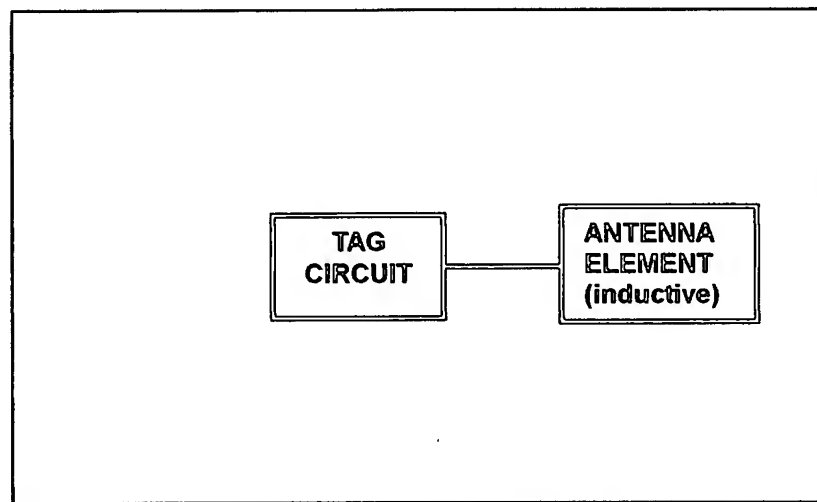 TAG
CIRCUIT
ANTENNA
ELEMENT
(inductive)